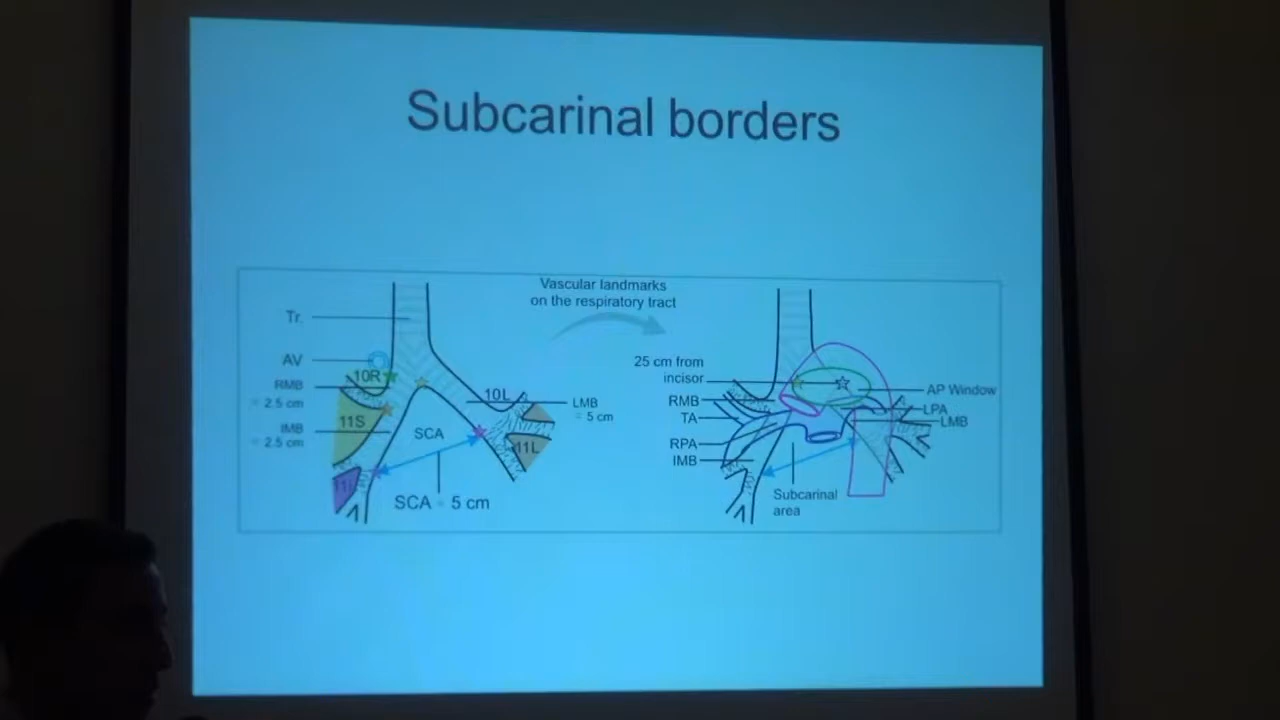 Subcarinal borders
Vascular landmarks
on the respiratory tract
Tr.
AV
10R
RMB
= 2.5 cm
11S
IMB
= 2.5 cm
10L
LMB
= 5 cm
SCA
11L
SCA = 5 cm
25 cm from
incisor
RMB
TA
RPA
IMB
AP Window
LPA
LMB
Subcarinal
area